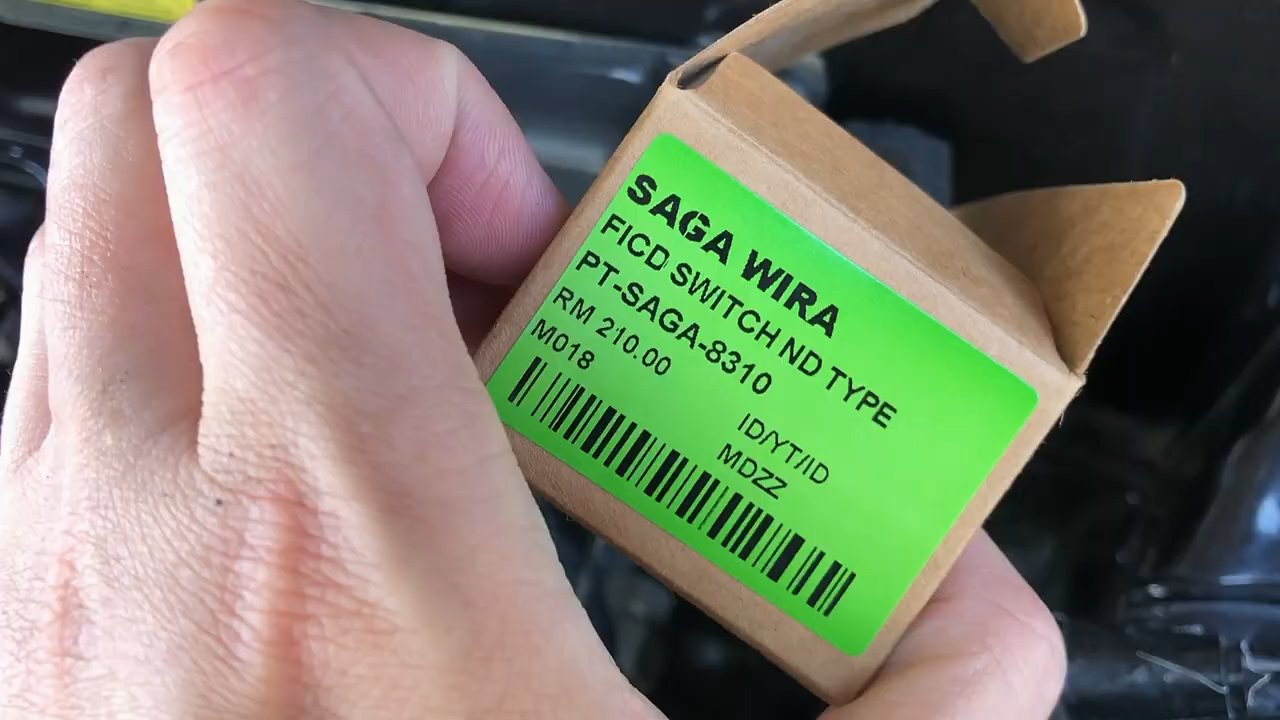 SAGA WIRA
FICD SWITCH ND TYPE
PT-SAGA-8310
RM 210.00
M018
ID/YT/ID
MDZZ